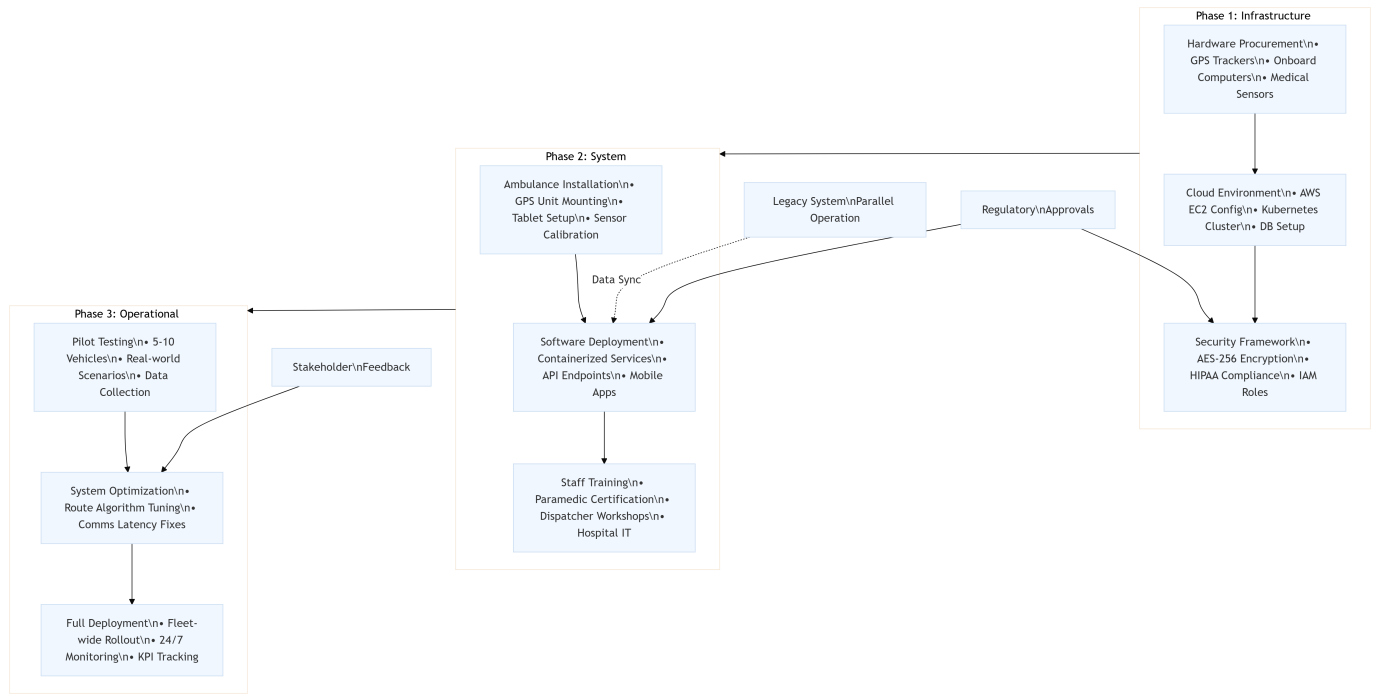 Phase 1: Infrastructure
Hardware Procurement\n•
GPS Trackers\n• Onboard
Computers\n• Medical
Sensors
Cloud Environment\n• AWS
EC2 Config\n• Kubernetes
Cluster\n• DB Setup
Security Framework\n•
AES-256 Encryption\n•
HIPAA Compliance\n• IAM
Roles
Regulatory\nApprovals
Legacy System\nParallel
Operation
Data Sync
Phase 2: System
Ambulance Installation\n•
GPS Unit Mounting\n•
Tablet Setup\n• Sensor
Calibration
Software Deployment\n•
Containerized Services\n•
API Endpoints\n• Mobile
Apps
Staff Training\n•
Paramedic Certification\n•
Dispatcher Workshops\n•
Hospital IT
Phase 3: Operational
Pilot Testing\n• 5-10
Vehicles\n• Real-world
Scenarios\n• Data
Collection
Stakeholder\nFeedback
System Optimization\n•
Route Algorithm Tuning\n•
Comms Latency Fixes
Full Deployment\n• Fleet-
wide Rollout\n• 24/7
Monitoring\n• KPI Tracking